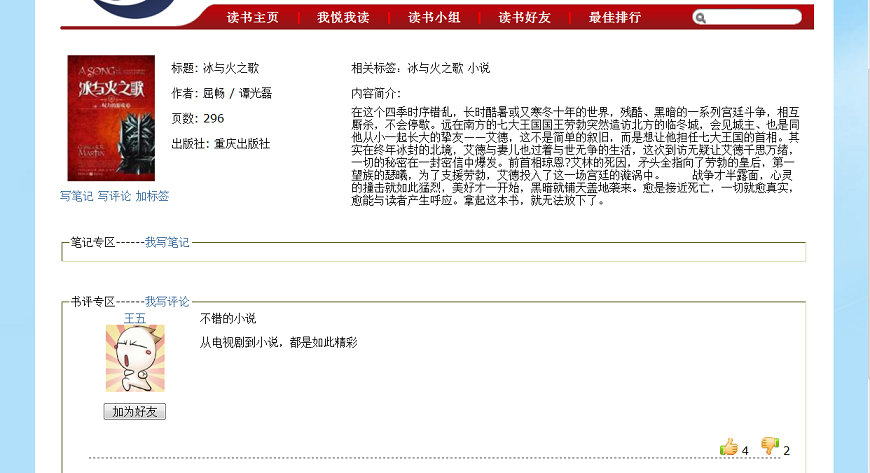 读书主页 | 我悦我读 | 读书小组 | 读书好友 | 最佳排行
冰与火之歌
标题: 冰与火之歌
作者: 屈畅 / 谭光磊
页数: 296
出版社: 重庆出版社
写笔记 写评论 加标签
相关标签：冰与火之歌 小说
内容简介:
在这个四季时序错乱，长时酷暑或又寒冬十年的世界，残酷、黑暗的一系列宫廷斗争，相互
厮杀，不会停歇。远在南方的七大王国国王劳勃突然造访北方的临冬城，会见城主、也是同
他从小一起长大的挚友——艾德，这不是简单的叙旧，而是想让他担任七大王国的首相。其
实在终年冰封的北境，艾德与妻儿也过着与世无争的生活，这次到访无疑让艾德千思万绪，
一切的秘密在一封密信中爆发。前首相琼恩?艾林的死因，矛头全指向了劳勃的皇后，第一
望族的瑟曦，为了支援劳勃，艾德投入了这一场宫廷的漩涡中。 战争才半露面，心灵
的撞击就如此猛烈，美好才一开始，黑暗就铺天盖地袭来。愈是接近死亡，一切就愈真实，
愈能与读者产生呼应。拿起这本书，就无法放下了。
笔记专区------我写笔记
书评专区------我写评论
王五
不错的小说
从电视剧到小说，都是如此精彩
加为好友
4 2